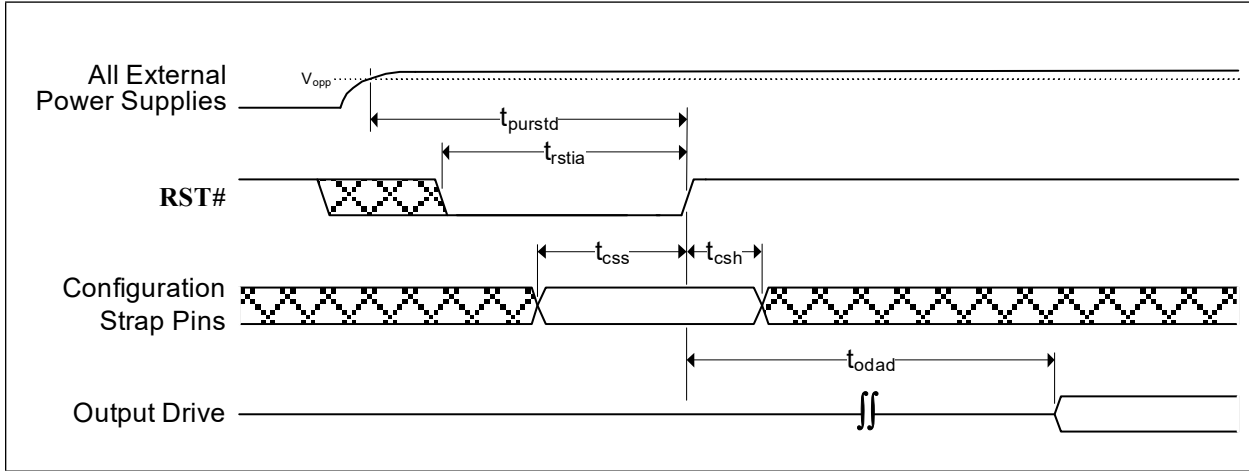 All External
Power Supplies
Vopp
tpurstd
trstia
RST#
tcss
tcsh
Configuration
Strap Pins
todad
Output Drive